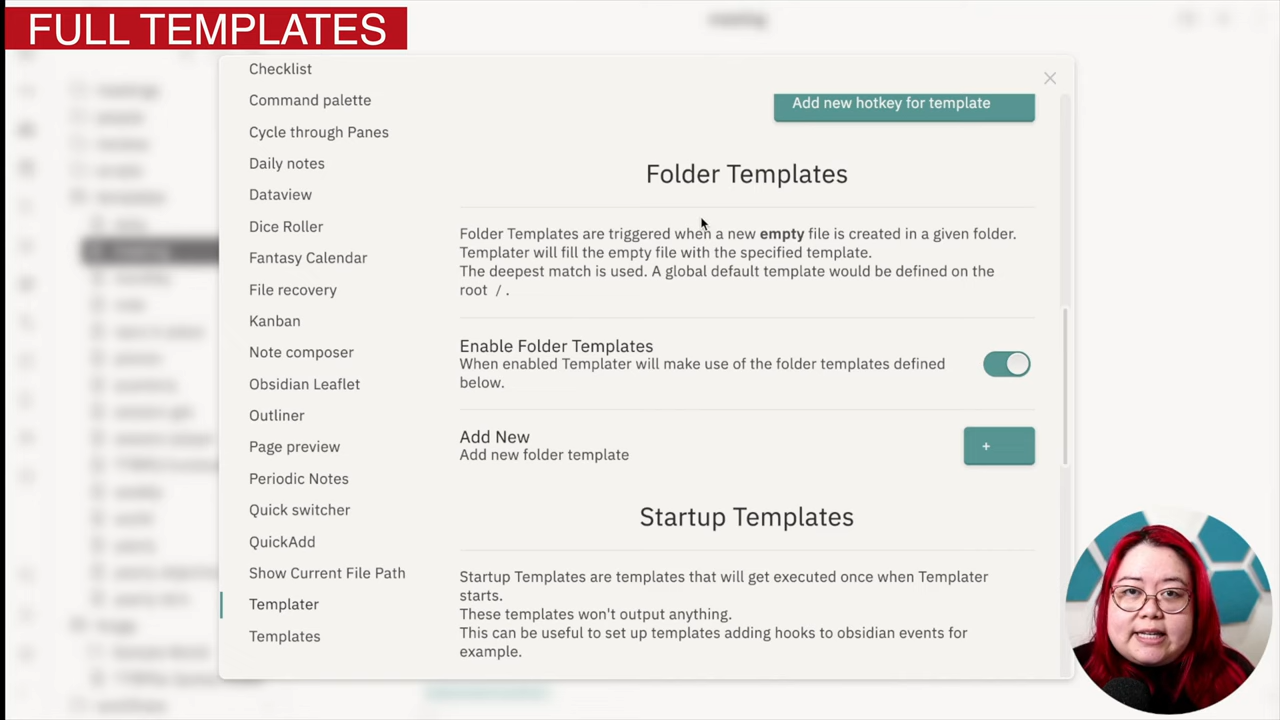 FULL TEMPLATES
Checklist
Command palette
Cycle through Panes
Daily notes
Dataview
Dice Roller
Fantasy Calendar
File recovery
Kanban
Note composer
Obsidian Leaflet
Outliner
Page preview
Periodic Notes
Quick switcher
QuickAdd
Show Current File Path
Templater
Templates
Add new hotkey for template
Folder Templates
Folder Templates are triggered when a new empty file is created in a given folder.
Templater will fill the empty file with the specified template.
The deepest match is used. A global default template would be defined on the
root / .
Enable Folder Templates
When enabled Templater will make use of the folder templates defined
below.
Add New
Add new folder template
+
Startup Templates
Startup Templates are templates that will get executed once when Templater
starts.
These templates won't output anything.
This can be useful to set up templates adding hooks to obsidian events for
example.